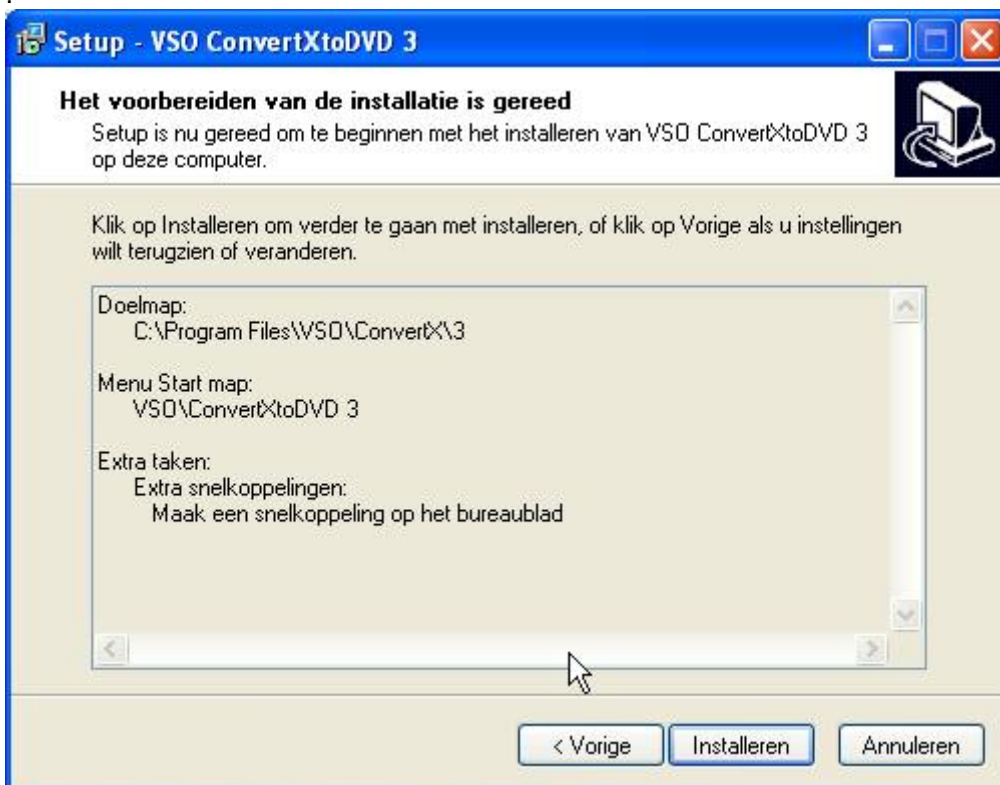 Setup - VSO ConvertXtoDVD 3
Het voorbereiden van de installatie is gereed
Setup is nu gereed om te beginnen met het installeren van VSO ConvertXtoDVD 3
op deze computer.
Klik op Installeren om verder te gaan met installeren, of klik op Vorige als u instellingen
wilt terugzien of veranderen.
Doelmap:
C:\Program Files\VSO\ConvertX\3
Menu Start map:
VSO\ConvertXtoDVD 3
Extra taken:
Extra snelkoppelingen:
Maak een snelkoppeling op het bureaublad
< Vorige Installeren Annuleren